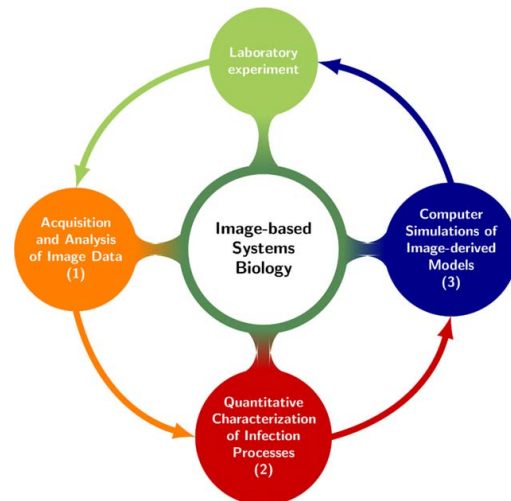 Laboratory
experiment
Acquisition
and Analysis
of Image Data
(1)
Image-based
Systems
Biology
Computer
Simulations of
Image-derived
Models
(3)
Quantitative
Characterization
of Infection
Processes
(2)